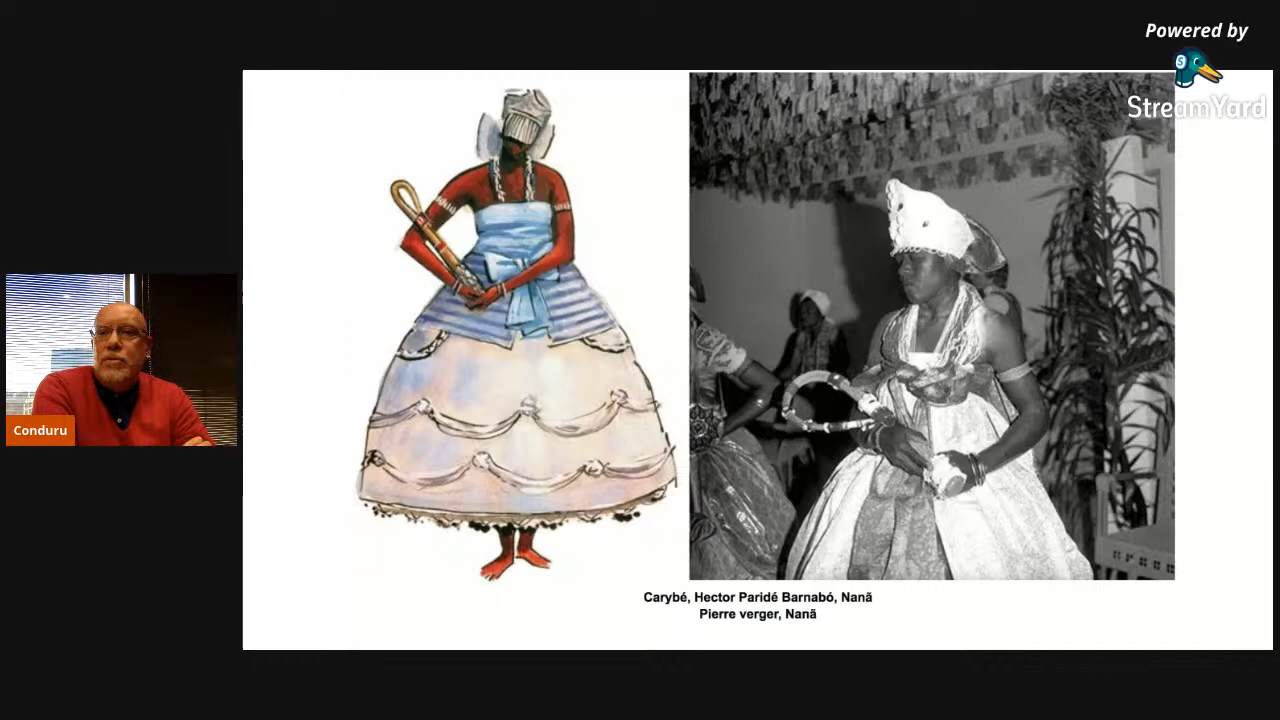 Powered by
StreamYard
Conduru
Carybé, Hector Paridé Barnabó, Nanã
Pierre verger, Nanã